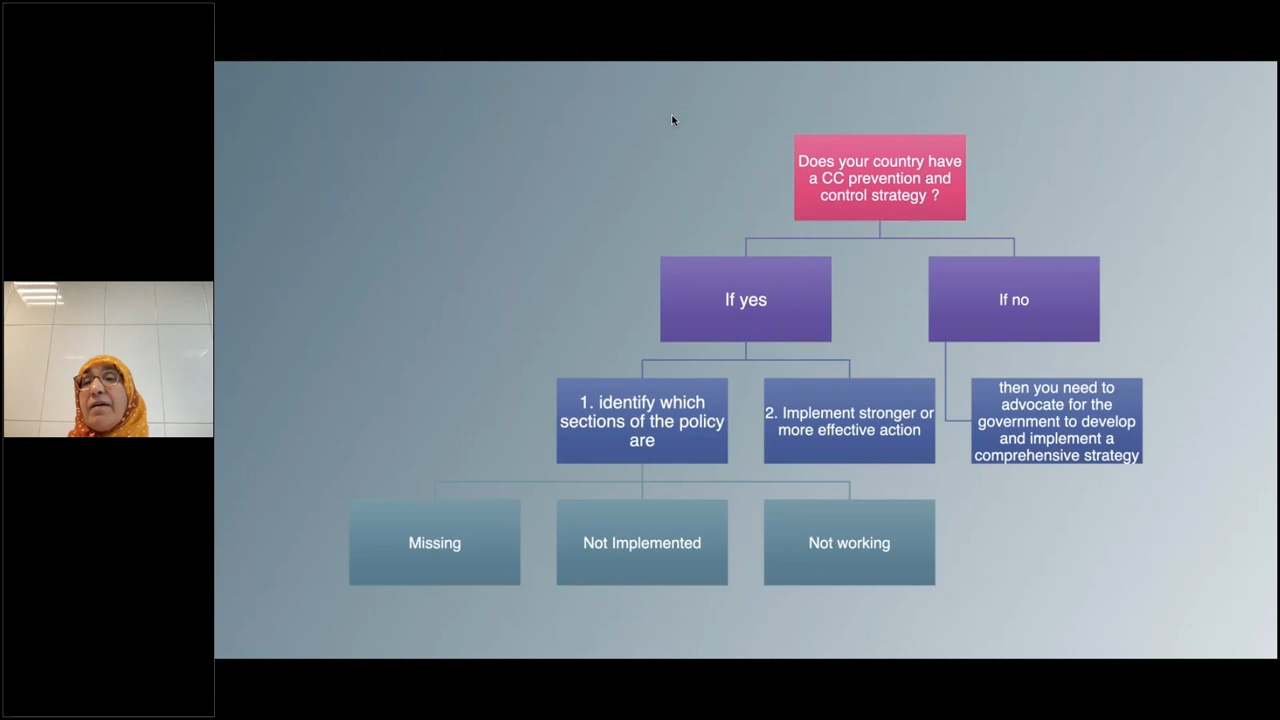 Does your country have
a CC prevention and
control strategy ?
If yes
If no
1. identify which
sections of the policy
are
2. Implement stronger or
more effective action
then you need to
advocate for the
government to develop
and implement a
comprehensive strategy
Missing
Not Implemented
Not working